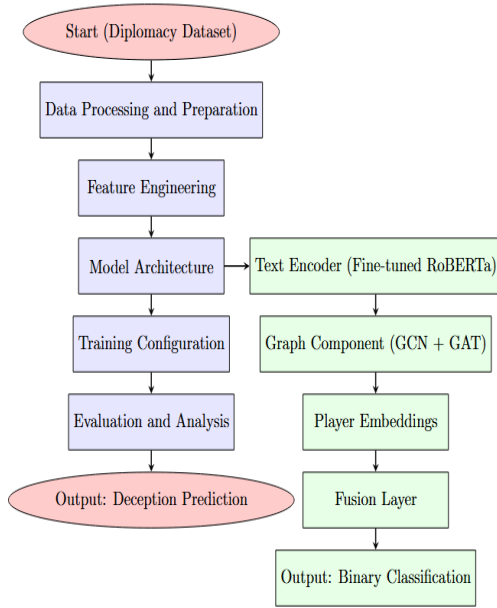 Start (Diplomacy Dataset)
Data Processing and Preparation
Feature Engineering
Model Architecture
Text Encoder (Fine-tuned RoBERTa)
Training Configuration
Graph Component (GCN + GAT)
Evaluation and Analysis
Player Embeddings
Output: Deception Prediction
Fusion Layer
Output: Binary Classification